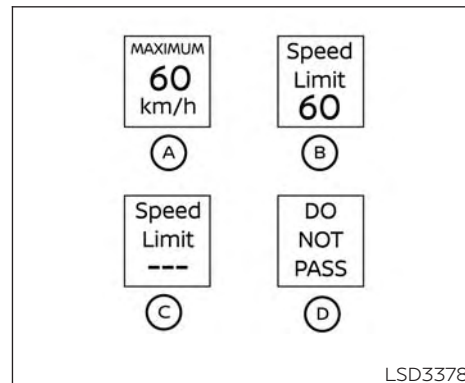 MAXIMUM
60
km/h
A
Speed
Limit
60
B
Speed
Limit
---
C
DO
NOT
PASS
D
LSD3378